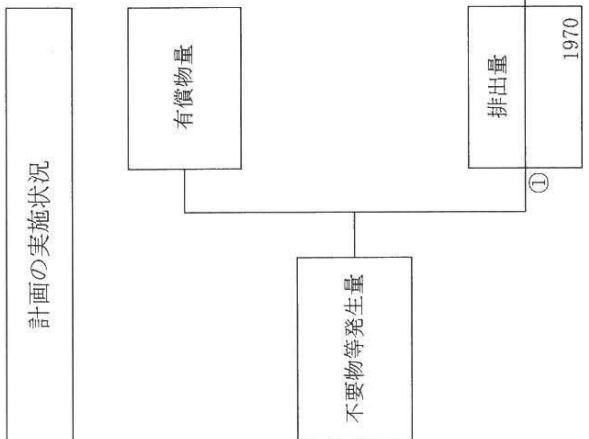 計画の実施状況
不要物等発生量
有償物量
①
排出量
1970